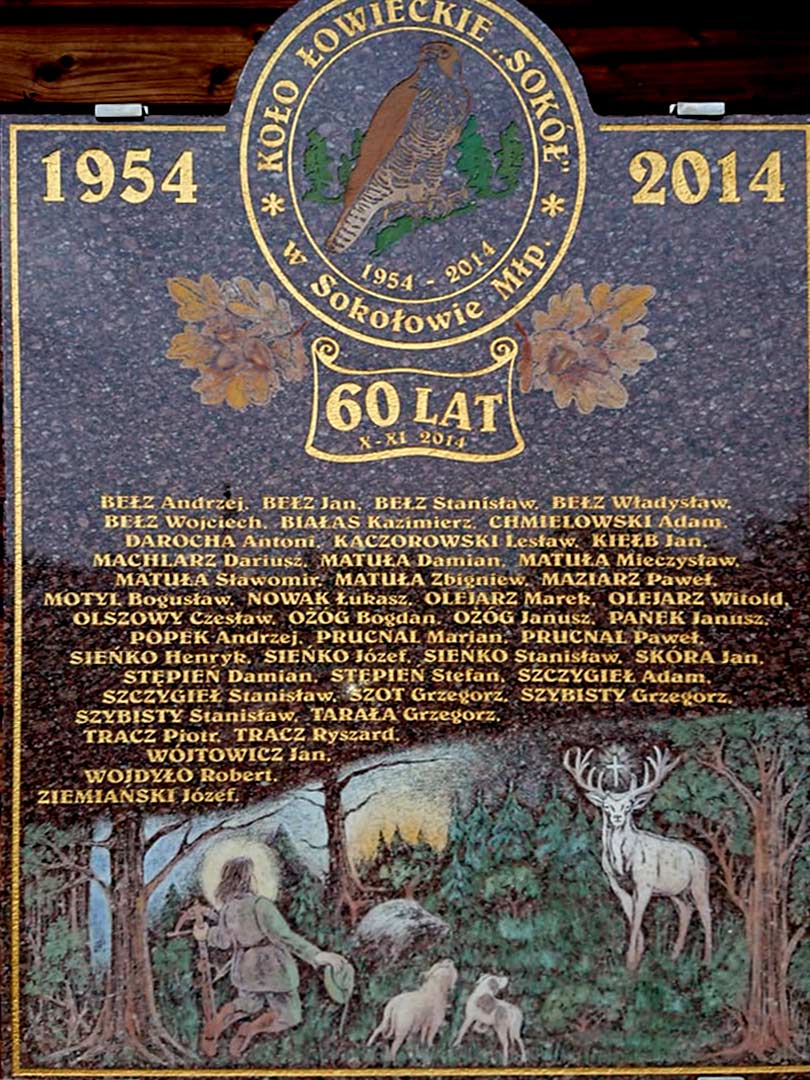 KOŁO ŁOWIECKIE „SOKÓŁ”
1954
2014
1954 - 2014
* w Sokołowie Młp. *
60 LAT
X-XI 2014
BEŁZ Andrzej, BEŁZ Jan, BEŁZ Stanisław, BEŁZ Władysław,
BEŁZ Wojciech, BIAŁAS Kazimierz, CHMIELOWSKI Adam,
DAROCHA Antoni, KACZOROWSKI Lesław, KIEŁB Jan,
MACHLARZ Dariusz, MATUŁA Damian, MATUŁA Mieczysław,
MATUŁA Sławomir, MATUŁA Zbigniew, MAZIARZ Paweł,
MOTYL Bogusław, NOWAK Łukasz, OLEJARZ Marek, OLEJARZ Witold,
OLSZOWY Czesław, OŻÓG Bogdan, OŻÓG Janusz, PANEK Janusz,
POPEK Andrzej, PRUCNAL Marian, PRUCNAL Paweł,
SIEŃKO Henryk, SIEŃKO Józef, SIEŃKO Stanisław, SKÓRA Jan,
STĘPIEŃ Damian, STĘPIEŃ Stefan, SZCZYGIEŁ Adam,
SZCZYGIEŁ Stanisław, SZOT Grzegorz, SZYBISTY Grzegorz,
SZYBISTY Stanisław, TARAŁA Grzegorz,
TRACZ Piotr, TRACZ Ryszard,
WÓJTOWICZ Jan,
WOJDYŁO Robert,
ZIEMIAŃSKI Józef,